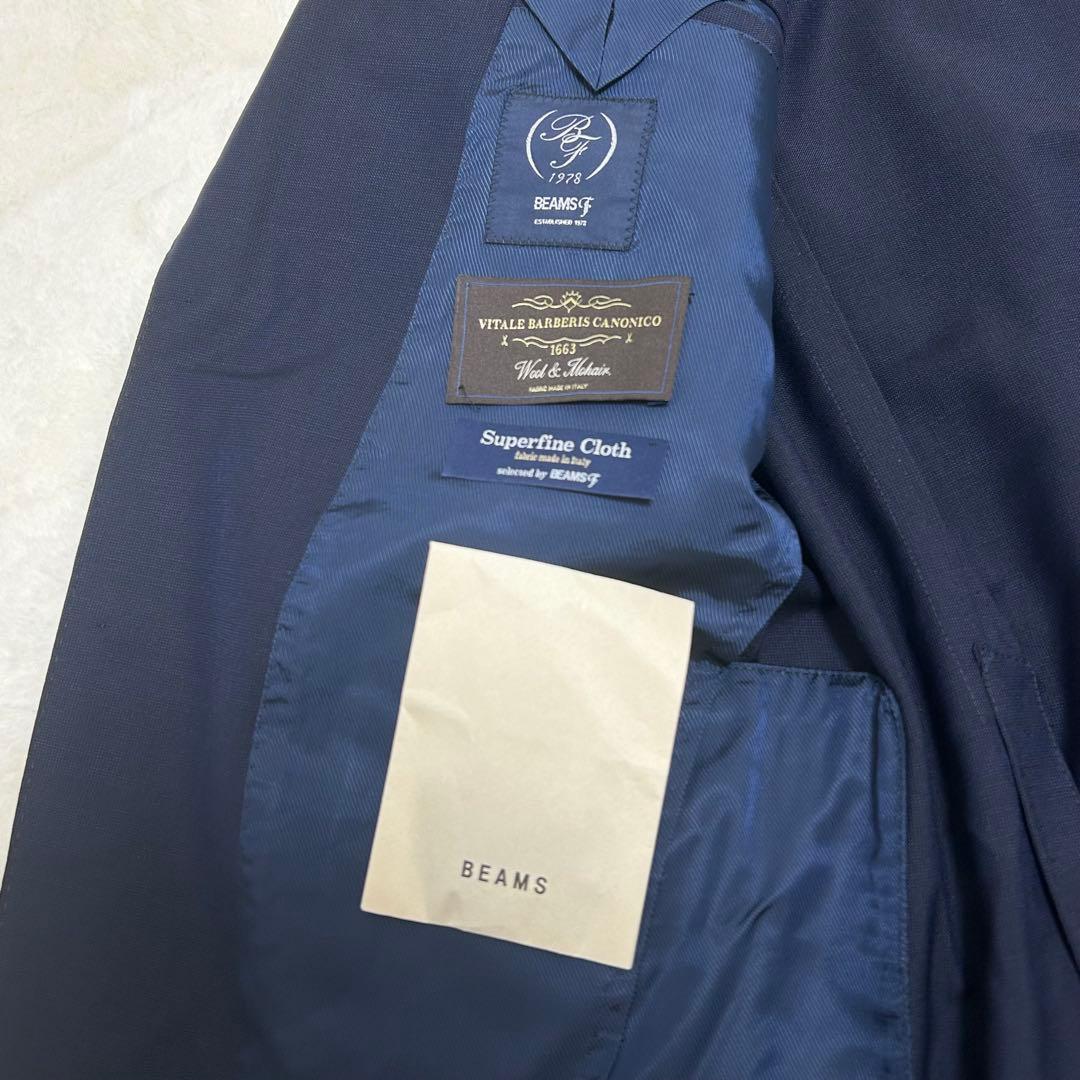 BF
1978
BEAMS F
ESTABLISHED 1978
VITALE BARBERIS CANONICO
1663
Wool & Mohair
FABRIC MADE IN ITALY
Superfine Cloth
fabric made in Italy
selected by BEAMS F
BEAMS